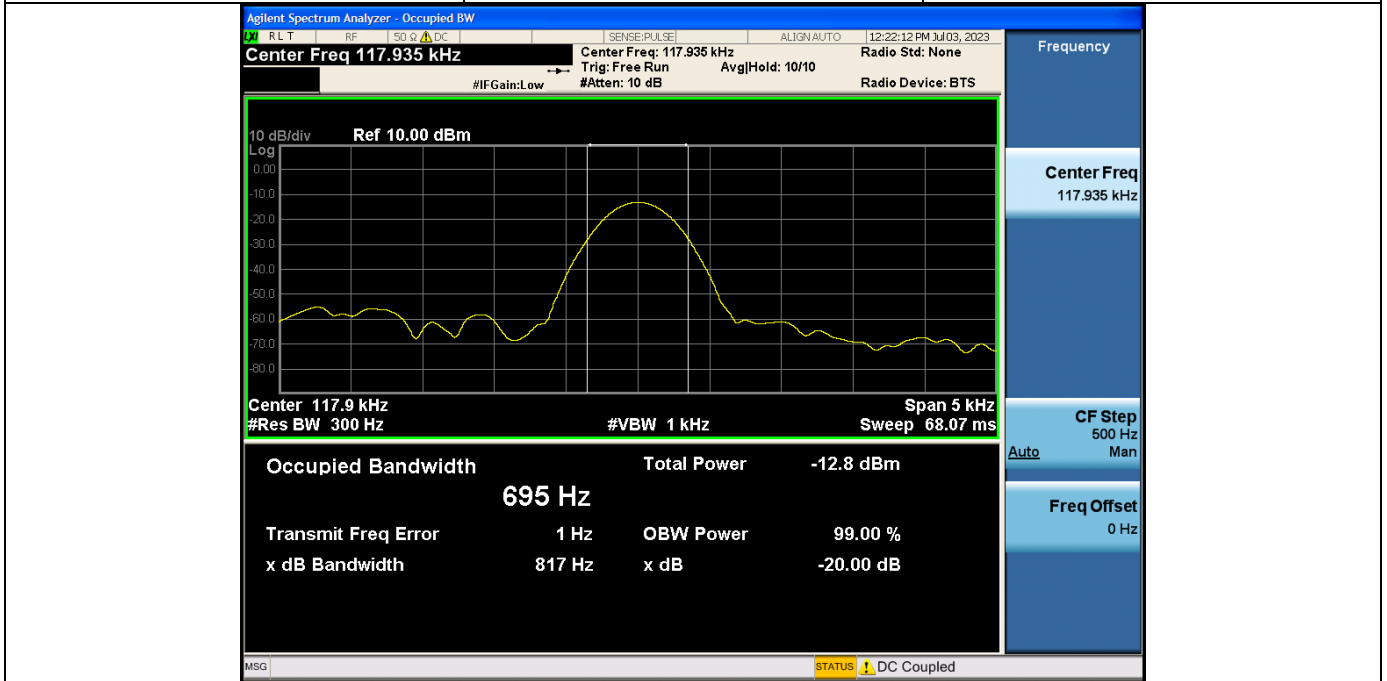 Agilent Spectrum Analyzer - Occupied BW
LXI RLT RF 50 Ω DC SENSE:PULSE ALIGN AUTO 12:22:12 PM Jul 03, 2023
Center Freq 117.935 kHz
Center Freq: 117.935 kHz Radio Std: None
Trig: Free Run Avg|Hold: 10/10
#IFGain:Low #Atten: 10 dB Radio Device: BTS
10 dB/div Ref 10.00 dBm
Log
0.00
-10.0
-20.0
-30.0
-40.0
-50.0
-60.0
-70.0
-80.0
Center 117.9 kHz Span 5 kHz
#Res BW 300 Hz #VBW 1 kHz Sweep 68.07 ms
Occupied Bandwidth Total Power -12.8 dBm
695 Hz
Transmit Freq Error 1 Hz OBW Power 99.00 %
x dB Bandwidth 817 Hz x dB -20.00 dB
MSG STATUS DC Coupled
Frequency
Center Freq
117.935 kHz
CF Step
500 Hz
Auto Man
Freq Offset
0 Hz